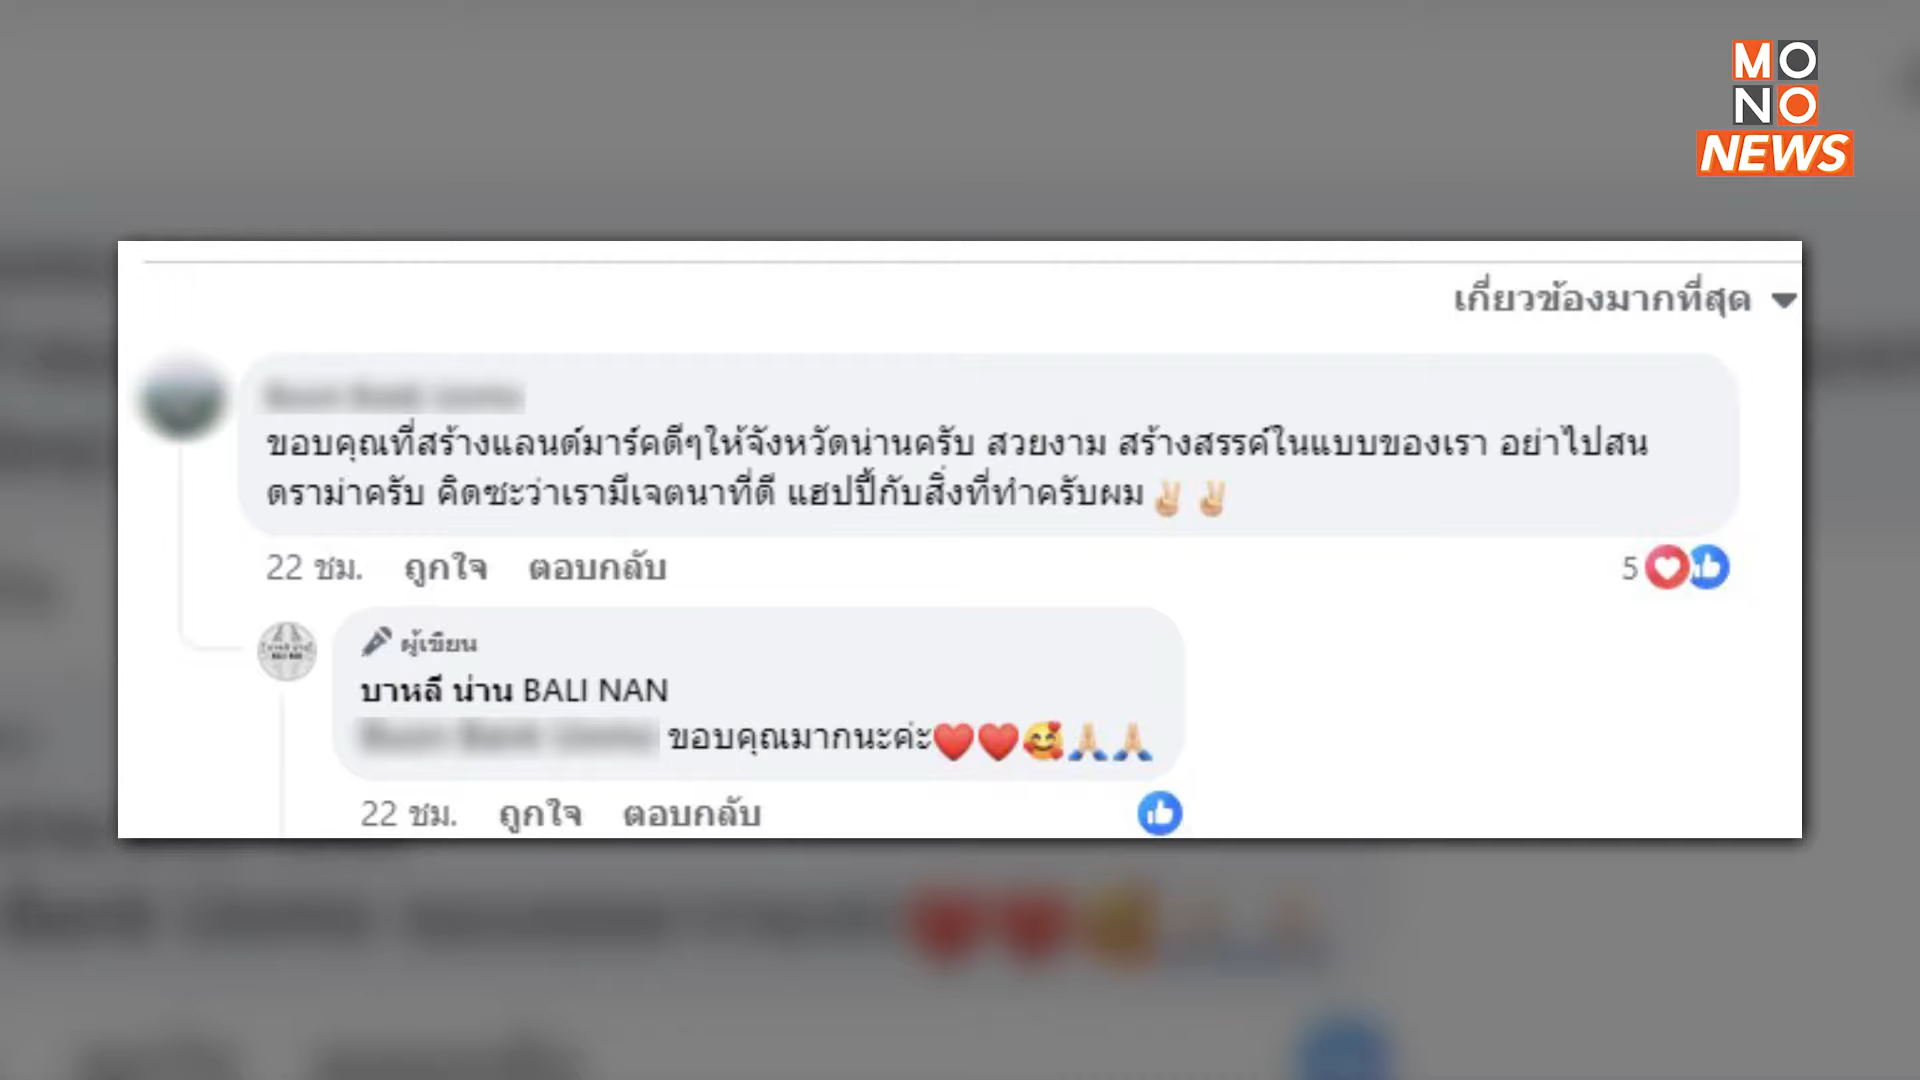 MO
NO
NEWS
เกี่ยวข้องมากที่สุด
ขอบคุณที่สร้างแลนด์มาร์คดีๆให้จังหวัดน่านครับ สวยงาม สร้างสรรค์ในแบบของเรา อย่าไปสน
ดราม่าครับ คิดซะว่าเรามีเจตนาที่ดี แฮปปี้กับสิ่งที่ทำครับผม✌🏻 ✌🏻
22 ชม. ถูกใจ ตอบกลับ 5
ผู้เขียน
บาหลี น่าน BALI NAN
ขอบคุณมากนะค่ะ❤️❤️🥰🙏🏻🙏🏻
22 ชม. ถูกใจ ตอบกลับ